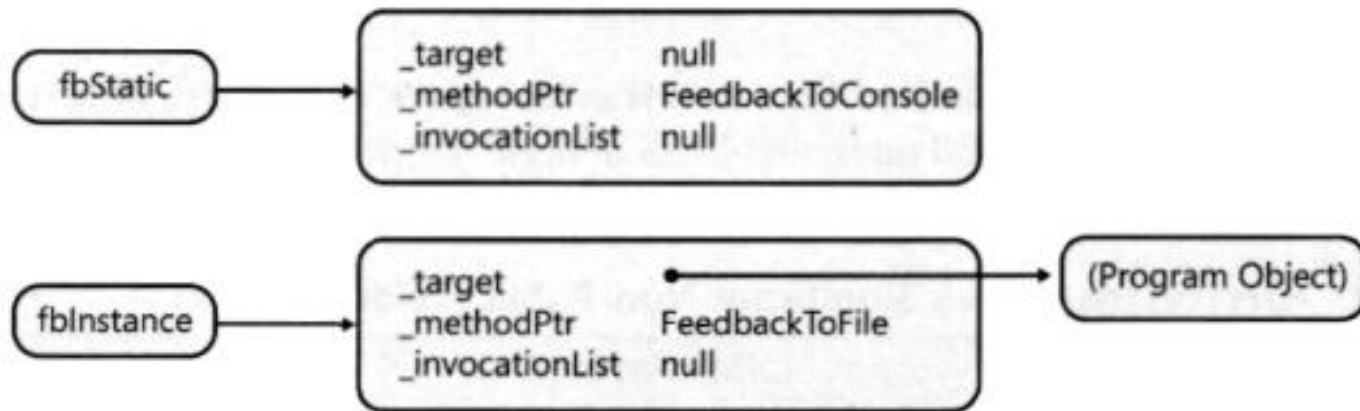 fbStatic
_target null
_methodPtr FeedbackToConsole
_invocationList null
fbInstance
_target
_methodPtr FeedbackToFile
_invocationList null
(Program Object)